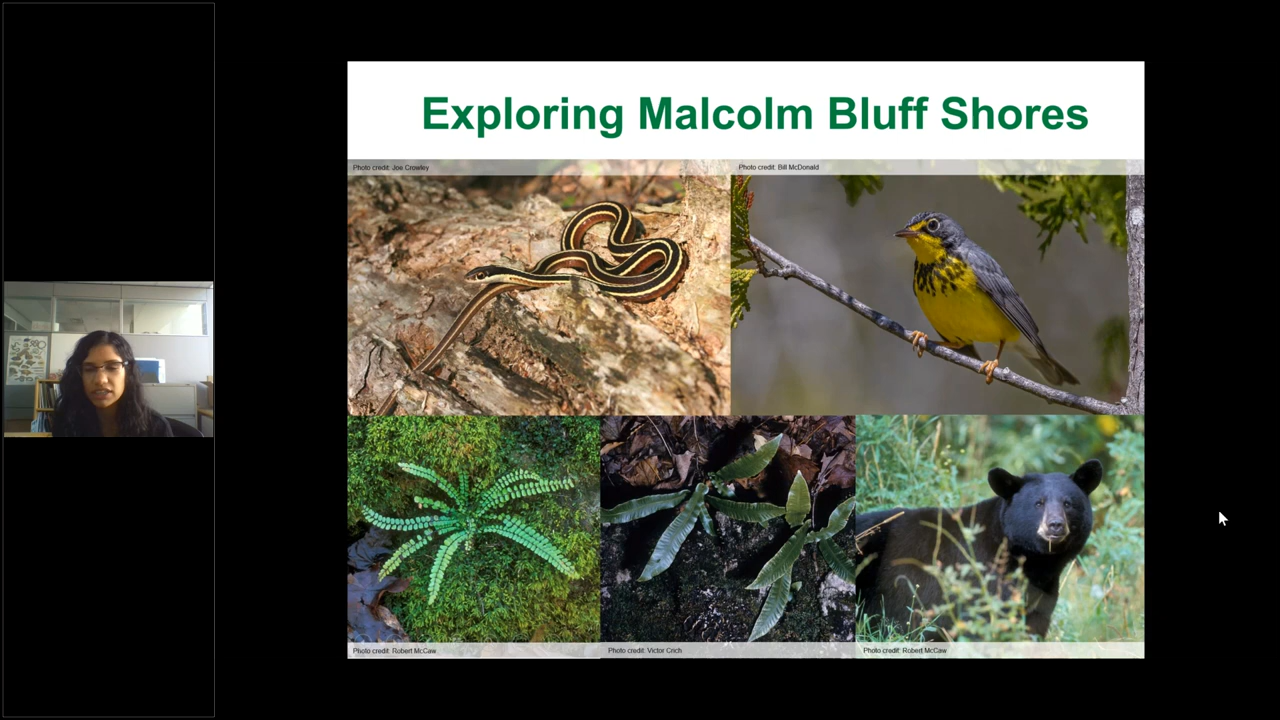 Exploring Malcolm Bluff Shores
Photo credit: Joe Crowley
Photo credit: Bill McDonald
Photo credit: Robert McCaw
Photo credit: Victor Crich
Photo credit: Robert McCaw